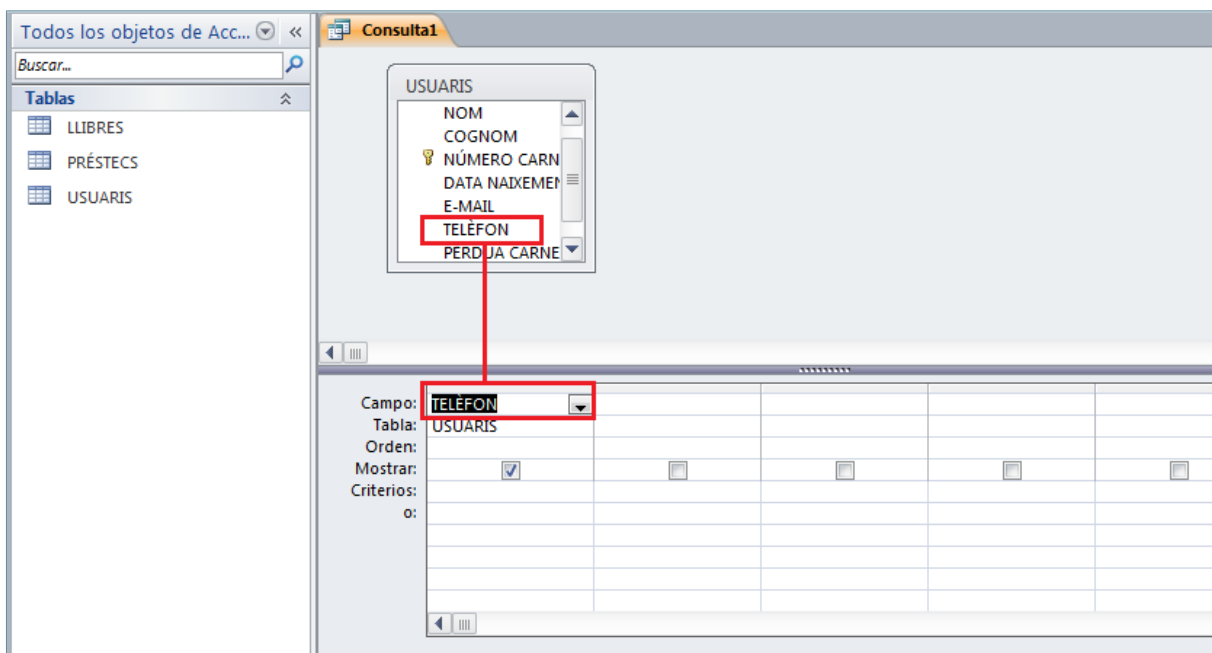 Todos los objetos de Acc...
Buscar...
Tablas
LLIBRES
PRÉSTECS
USUARIS
Consulta1
USUARIS
NOM
COGNOM
NÚMERO CARN
DATA NAIXEMEN
E-MAIL
TELÈFON
PERDUA CARNE
Campo: TELÈFON
Tabla: USUARIS
Orden:
Mostrar:
Criterios:
o: